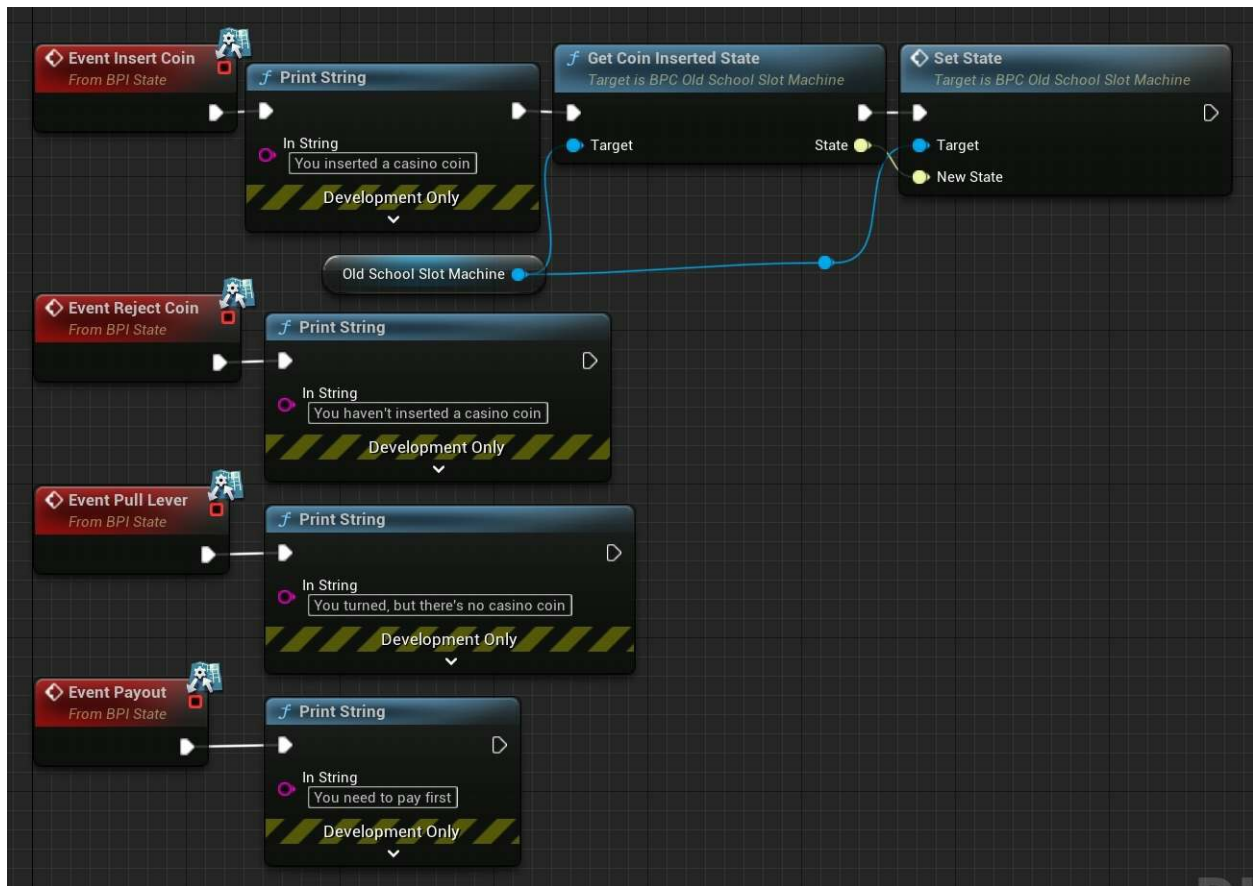 Event Insert Coin
From BPI State
Print String
In String
You inserted a casino coin
Development Only
Get Coin Inserted State
Target is BPC Old School Slot Machine
Target
State
Set State
Target is BPC Old School Slot Machine
Target
New State
Old School Slot Machine
Event Reject Coin
From BPI State
Print String
In String
You haven't inserted a casino coin
Development Only
Event Pull Lever
From BPI State
Print String
In String
You turned, but there's no casino coin
Development Only
Event Payout
From BPI State
Print String
In String
You need to pay first
Development Only